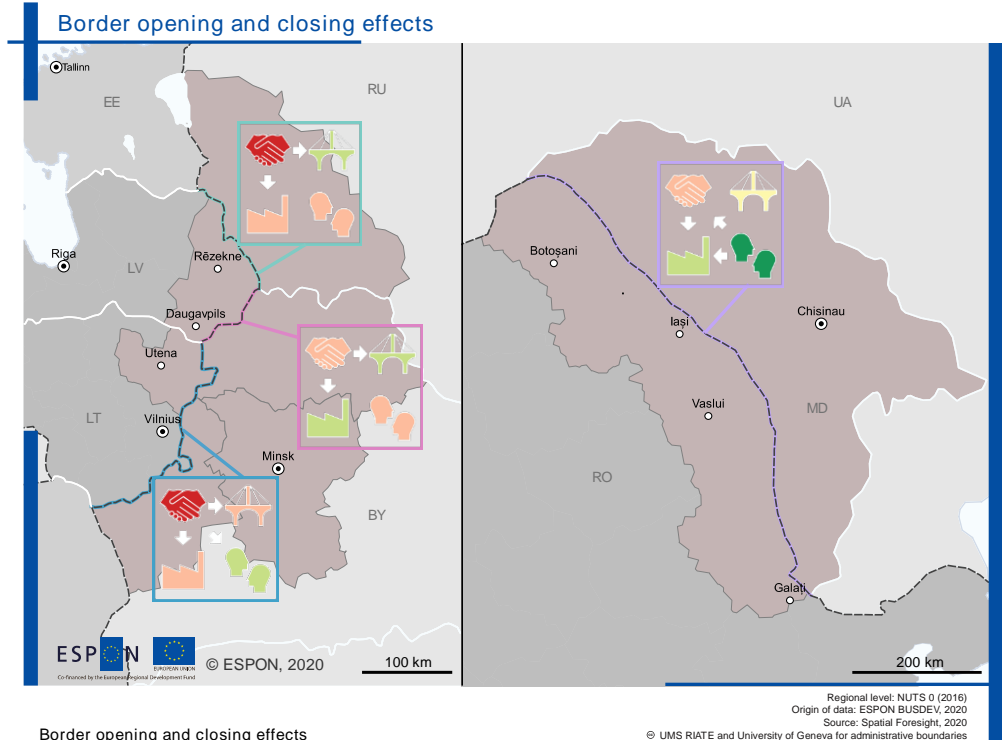 Border opening and closing effects
Tallinn
EE
RU
UA
Riga
LV
Rēzekne
Botoșani
Daugavpils
Iași
Chisinau
Utena
LT
Vilnius
Vaslui
MD
Minsk
RO
BY
Galați
ESPON
EUROPEAN UNION
© ESPON, 2020
100 km
200 km
Co-financed by the European Regional Development Fund
Regional level: NUTS 0 (2016)
Origin of data: ESPON BUSDEV, 2020
Source: Spatial Foresight, 2020
© UMS RIATE and University of Geneva for administrative boundaries
Border opening and closing effects